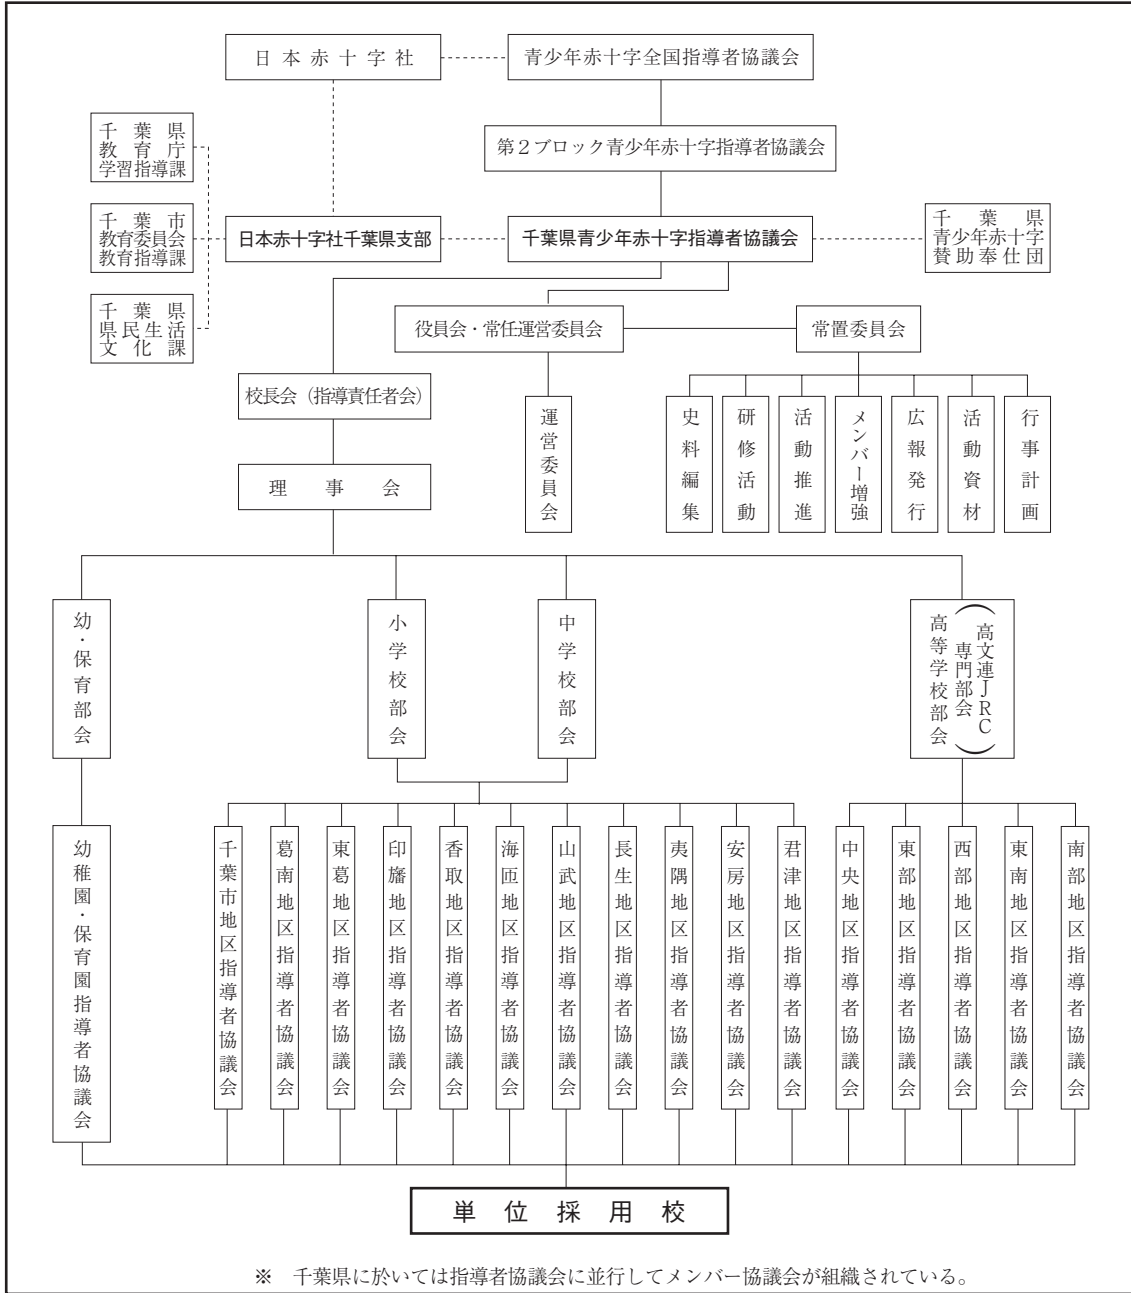 日本赤十字社
青少年赤十字全国指導者協議会
千葉県
教育庁
学習指導課
第2ブロック青少年赤十字指導者協議会
千葉市
教育委員会
教育指導課
日本赤十字社千葉県支部
千葉県青少年赤十字指導者協議会
千葉県
青少年赤十字
賛助奉仕団
千葉県
県民生活
文化課
役員会・常任運営委員会
常置委員会
校長会（指導責任者会）
理事会
運営委員会
史料編集
研修活動
活動推進
メンバー増強
広報発行
活動資材
行事計画
幼・保育部会
小学校部会
中学校部会
高等学校部会
（高文連JRC
専門部会）
幼稚園・保育園指導者協議会
千葉市地区指導者協議会
葛南地区指導者協議会
東葛地区指導者協議会
印旛地区指導者協議会
香取地区指導者協議会
海匝地区指導者協議会
山武地区指導者協議会
長生地区指導者協議会
夷隅地区指導者協議会
安房地区指導者協議会
君津地区指導者協議会
中央地区指導者協議会
東部地区指導者協議会
西部地区指導者協議会
東南地区指導者協議会
南部地区指導者協議会
単位採用校
※　千葉県に於いては指導者協議会に並行してメンバー協議会が組織されている。